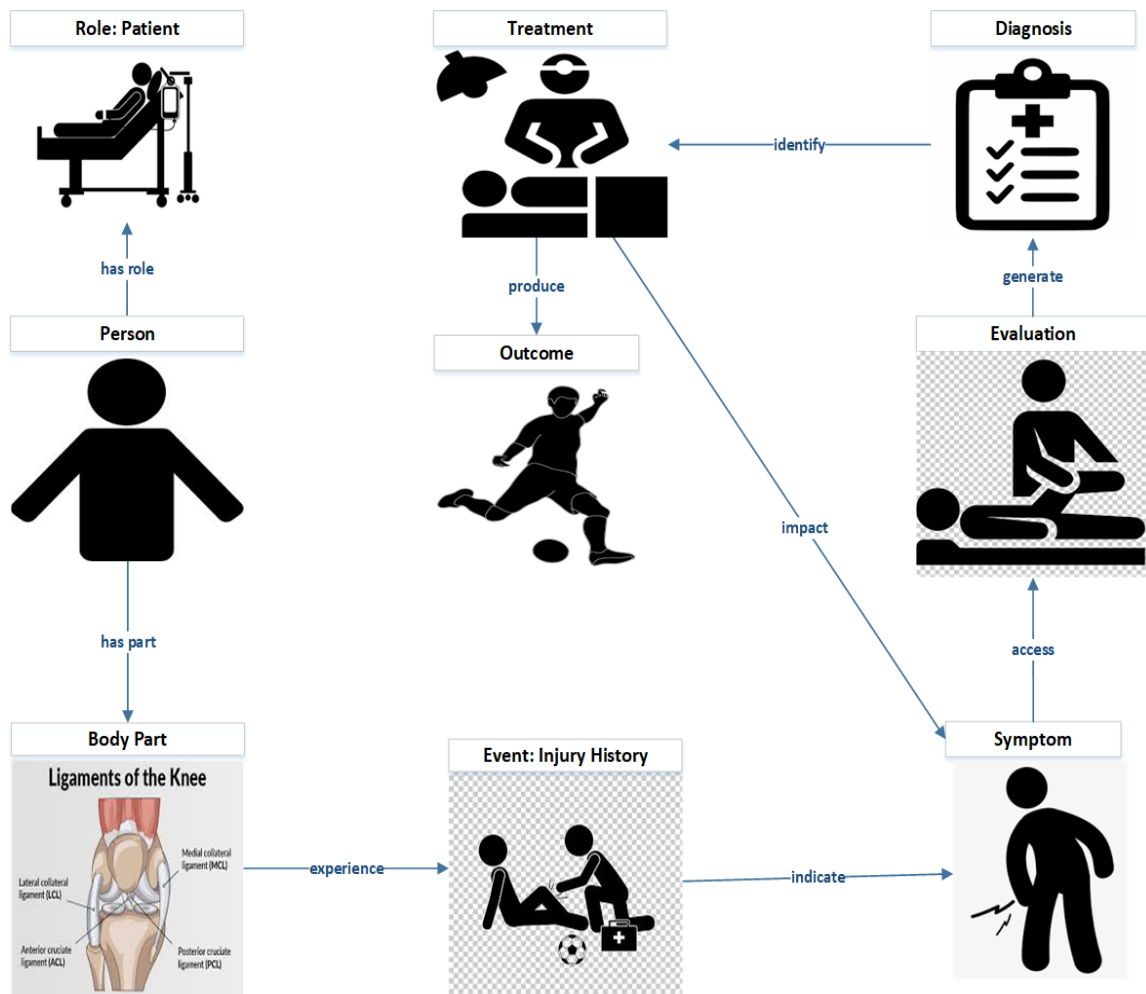 Role: Patient
Treatment
Diagnosis
identify
has role
produce
generate
Person
Outcome
Evaluation
impact
has part
access
Body Part
Event: Injury History
Symptom
Ligaments of the Knee
Medial collateral
ligament (MCL)
Lateral collateral
ligament (LCL)
Anterior cruciate
ligament (ACL)
Posterior cruciate
ligament (PCL)
experience
indicate